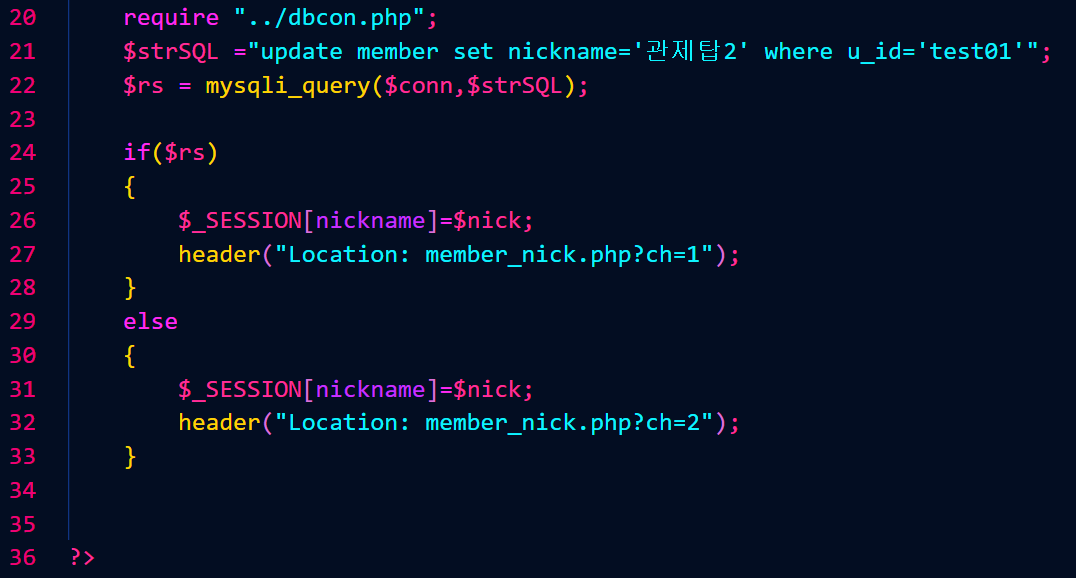 20 require "../dbcon.php";
21 $strSQL ="update member set nickname='관제탑2' where u_id='test01'";
22 $rs = mysqli_query($conn,$strSQL);
23
24 if($rs)
25 {
26 $_SESSION[nickname]=$nick;
27 header("Location: member_nick.php?ch=1");
28 }
29 else
30 {
31 $_SESSION[nickname]=$nick;
32 header("Location: member_nick.php?ch=2");
33 }
34
35
36 ?>